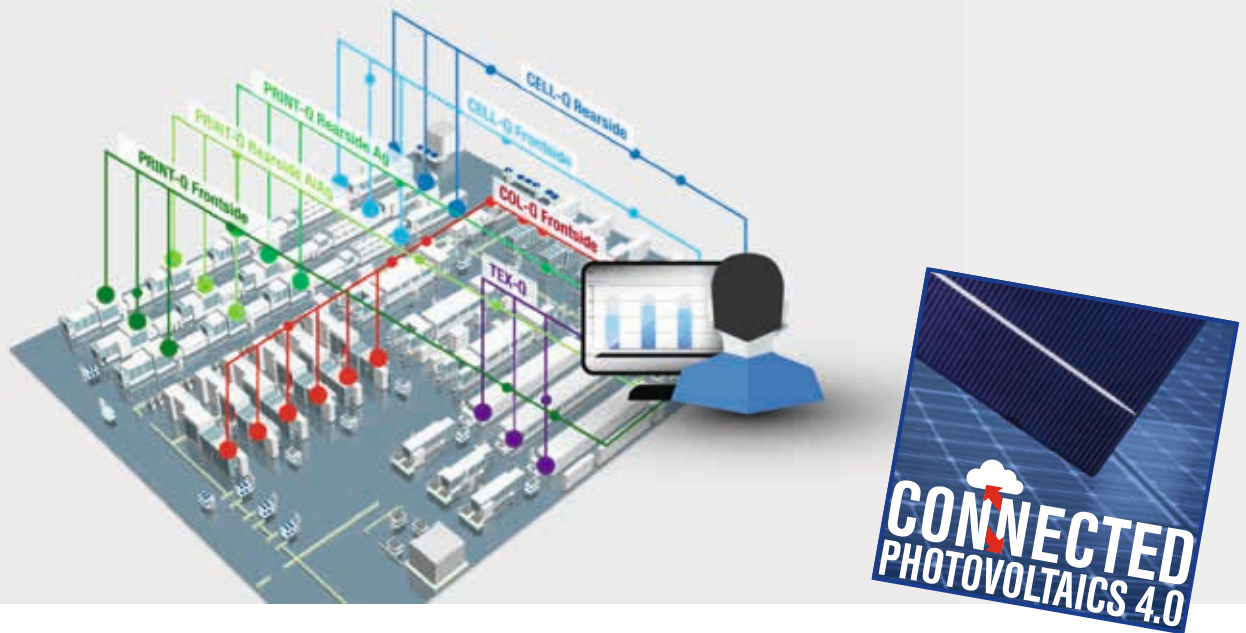 CELL-Q Rearside
CELL-Q Frontside
PRINT-Q Rearside Ag
PRINT-Q Rearside AlAg
PRINT-Q Frontside
COL-Q Frontside
TEX-Q
CONNECTED
PHOTOVOLTAICS 4.0